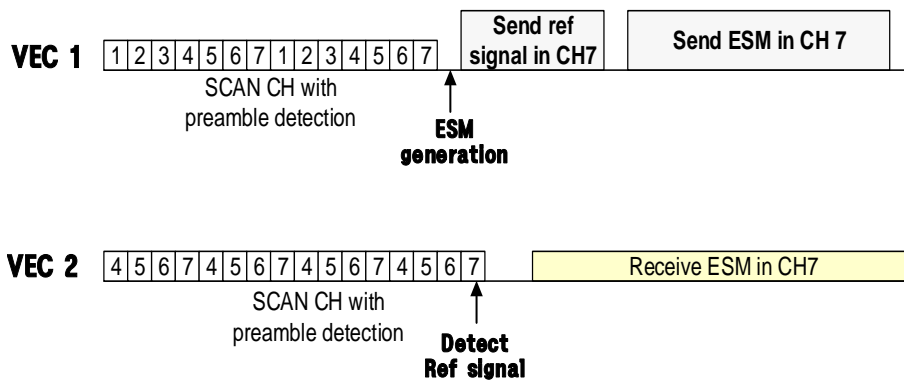 VEC 1
1 2 3 4 5 6 7 1 2 3 4 5 6 7
Send ref
signal in CH7
Send ESM in CH 7
SCAN CH with
preamble detection
ESM
generation
VEC 2
4 5 6 7 4 5 6 7 4 5 6 7 4 5 6 7
Receive ESM in CH7
SCAN CH with
preamble detection
Detect
Ref signal